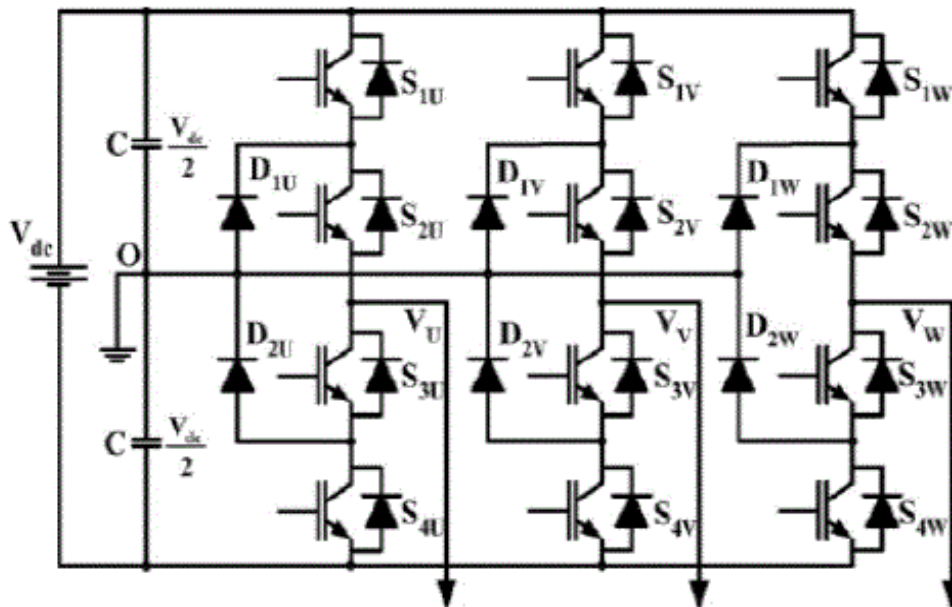 S1U
S1V
S1W
C Vdc/2
D1U
D1V
D1W
S2U
S2V
S2W
Vdc
O
VU
VV
VW
D2U
D2V
D2W
S3U
S3V
S3W
C Vdc/2
S4U
S4V
S4W